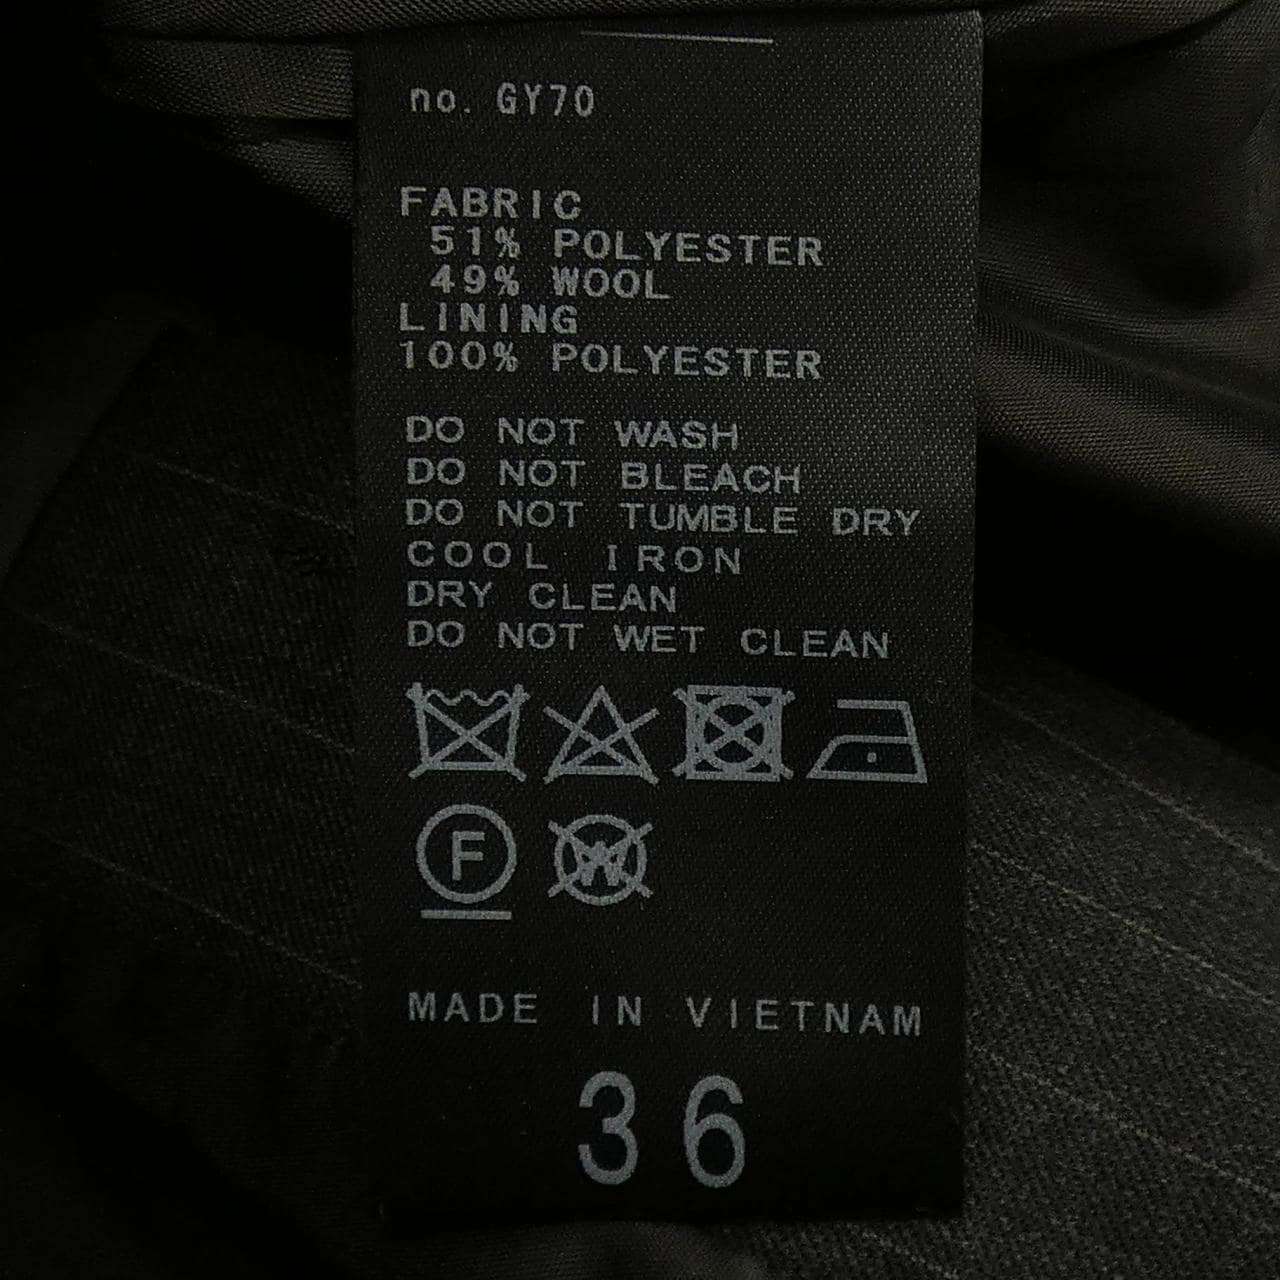 no. GY70
FABRIC
51% POLYESTER
49% WOOL
LINING
100% POLYESTER
DO NOT WASH
DO NOT BLEACH
DO NOT TUMBLE DRY
COOL IRON
DRY CLEAN
DO NOT WET CLEAN
F W
MADE IN VIETNAM
36